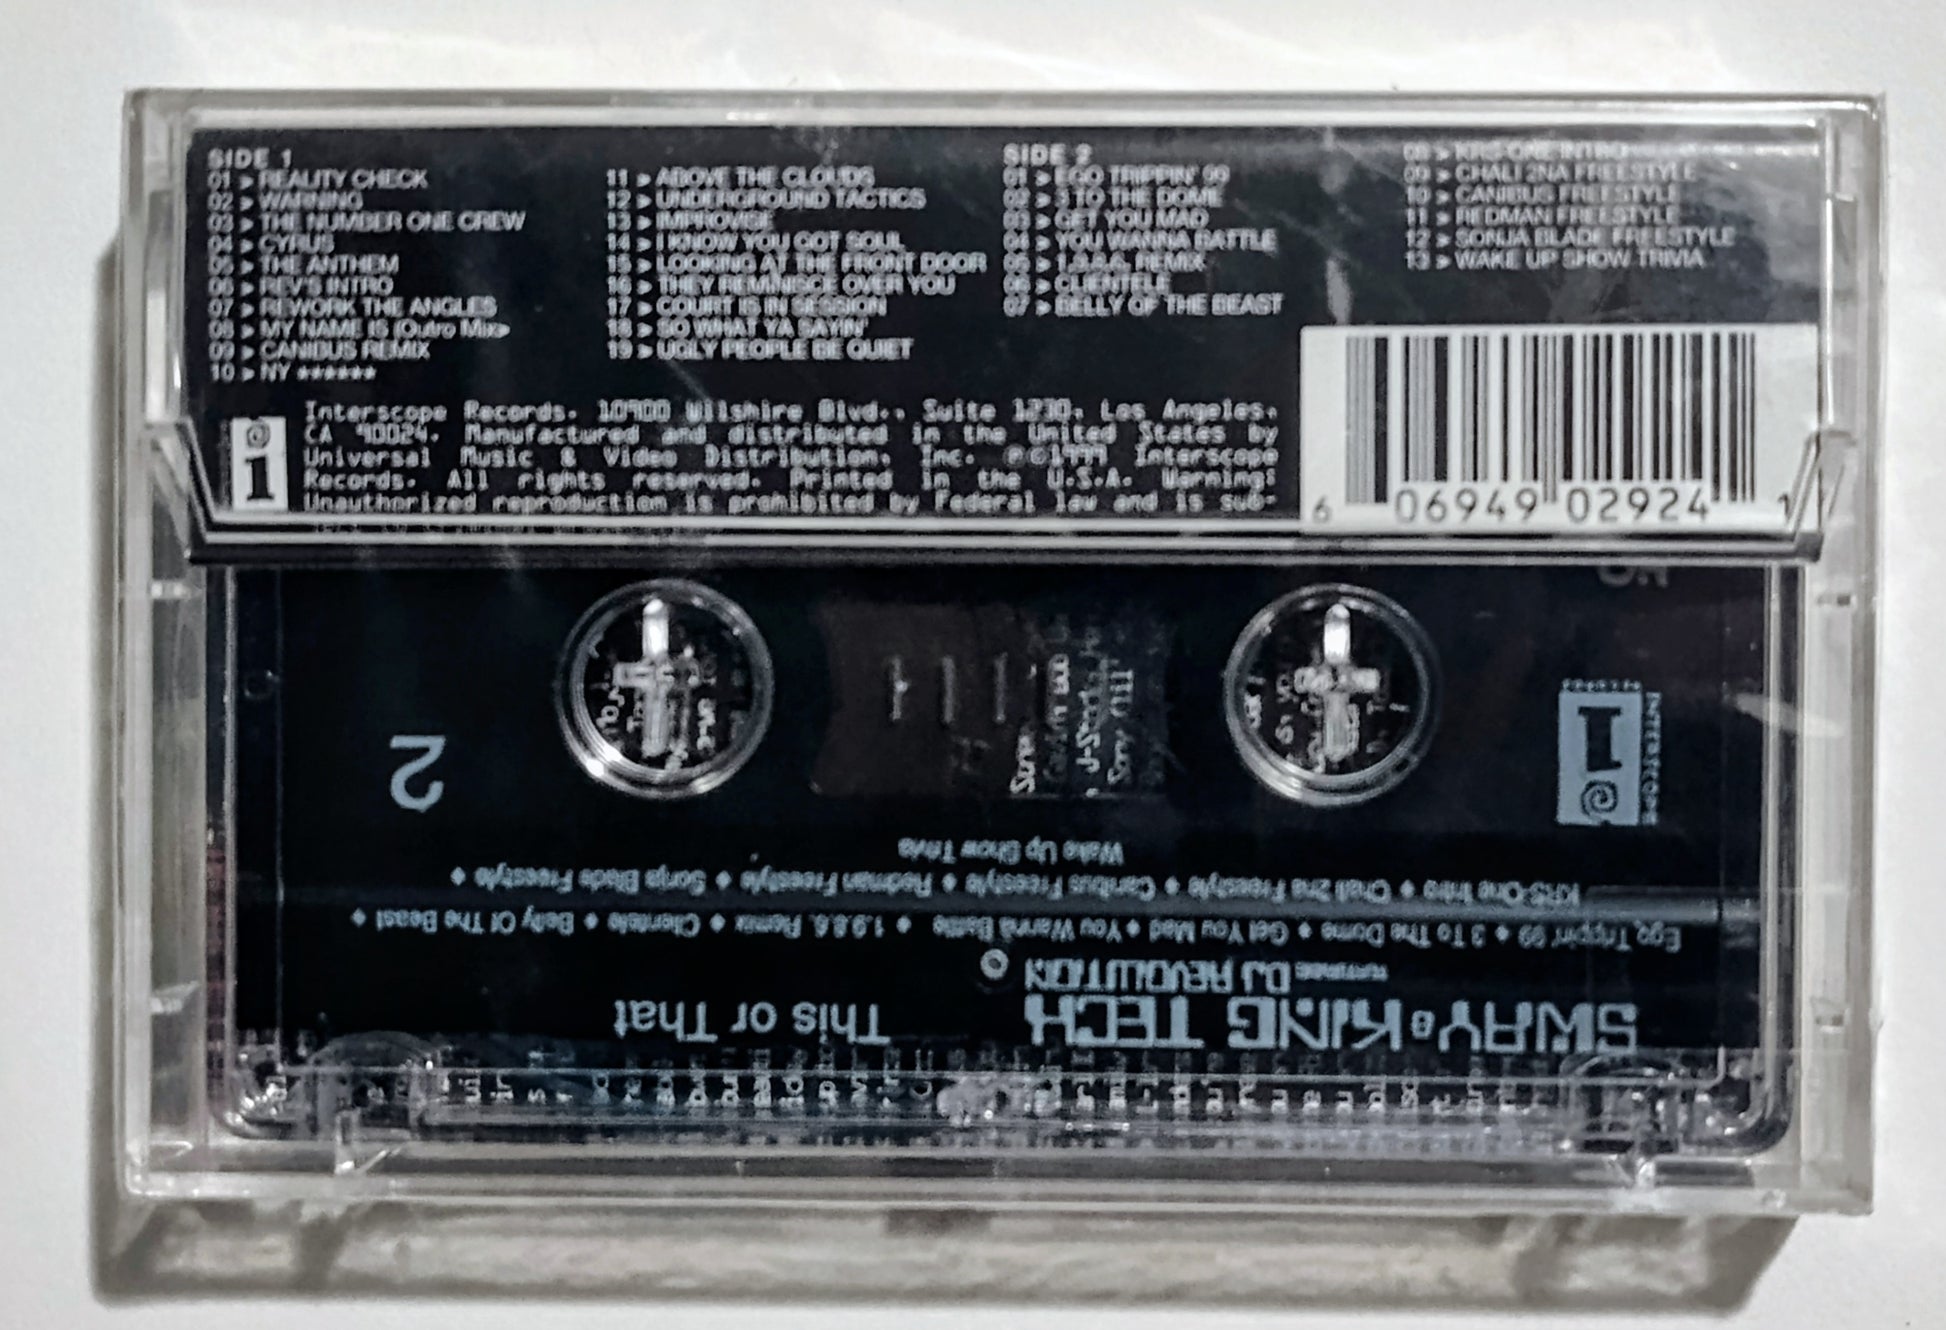 SIDE 1
01 > REALITY CHECK
02 > WARNING
03 > THE NUMBER ONE CREW
04 > CYRUS
05 > THE ANTHEM
06 > REV'S INTRO
07 > REWORK THE ANGLES
08 > MY NAME IS (Outro Mix)
09 > CANIBUS REMIX
10 > NY ******
11 > ABOVE THE CLOUDS
12 > UNDERGROUND TACTICS
13 > IMPROVISE
14 > I KNOW YOU GOT SOUL
15 > LOOKING AT THE FRONT DOOR
16 > THEY REMINISCE OVER YOU
17 > COURT IS IN SESSION
18 > SO WHAT YA SAYIN'
19 > UGLY PEOPLE BE QUIET
SIDE 2
01 > EGO TRIPPIN' 99
02 > 3 TO THE DOME
03 > GET YOU MAD
04 > YOU WANNA BATTLE
05 > 1.9.8.6. REMIX
06 > CLIENTELE
07 > BELLY OF THE BEAST
08 > KRS-ONE INTRO
09 > CHALI 2NA FREESTYLE
10 > CANIBUS FREESTYLE
11 > REDMAN FREESTYLE
12 > SONJA BLADE FREESTYLE
13 > WAKE UP SHOW TRIVIA
Interscope Records. 10900 Wilshire Blvd., Suite 1230, Los Angeles,
CA 90024. Manufactured and distributed in the United States by
Universal Music & Video Distribution, Inc. ℗©1999 Interscope
Records. All rights reserved. Printed in the U.S.A. Warning:
Unauthorized reproduction is prohibited by Federal law and is sub-
i
6 06949 02924 1
SWAY & KING TECH This or That
FEATURING DJ REVOLUTION
Ego Trippin' 99 ♦ 3 To The Dome ♦ Get You Mad ♦ You Wanna Battle ♦ 1.9.8.6. Remix ♦ Clientele ♦ Belly Of The Beast ♦
KRS-One Intro ♦ Chali 2na Freestyle ♦ Canibus Freestyle ♦ Redman Freestyle ♦ Sonja Blade Freestyle ♦
Wake Up Show Trivia
INTERSCOPE
RECORDS
2